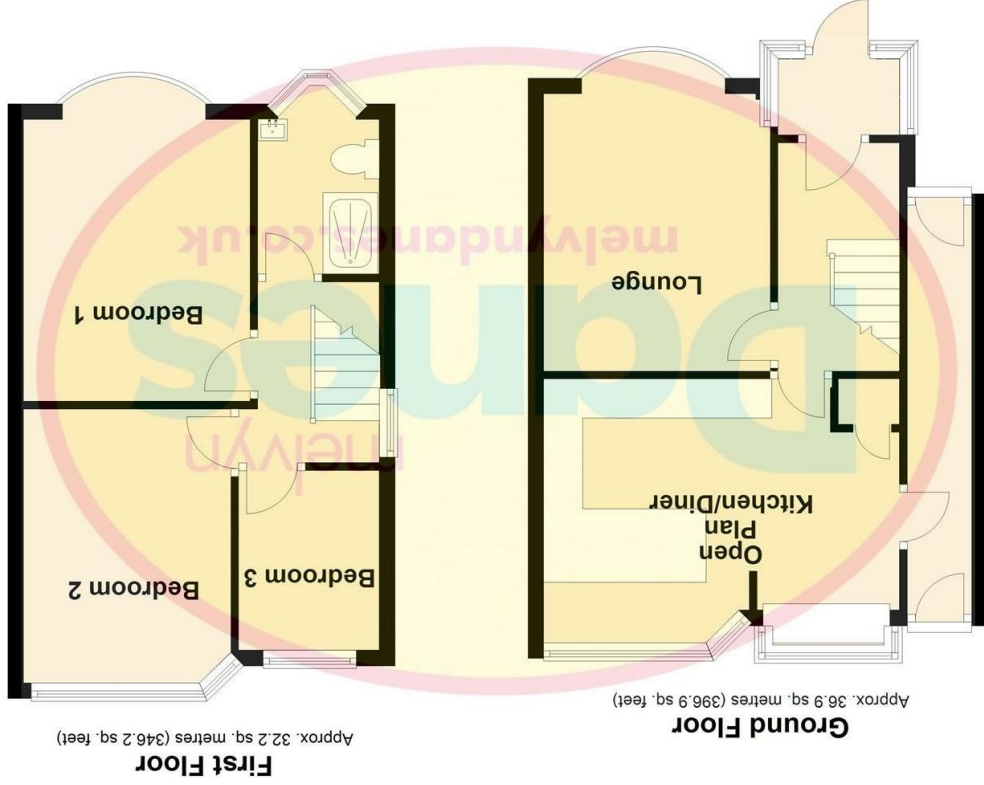 Ground Floor
Approx. 36.9 sq. metres (396.9 sq. feet)
Open
Plan
Kitchen/Diner
Lounge
First Floor
Approx. 32.2 sq. metres (346.2 sq. feet)
Bedroom 3
Bedroom 2
Bedroom 1
melvyn
Danes
melvyndanes.co.uk